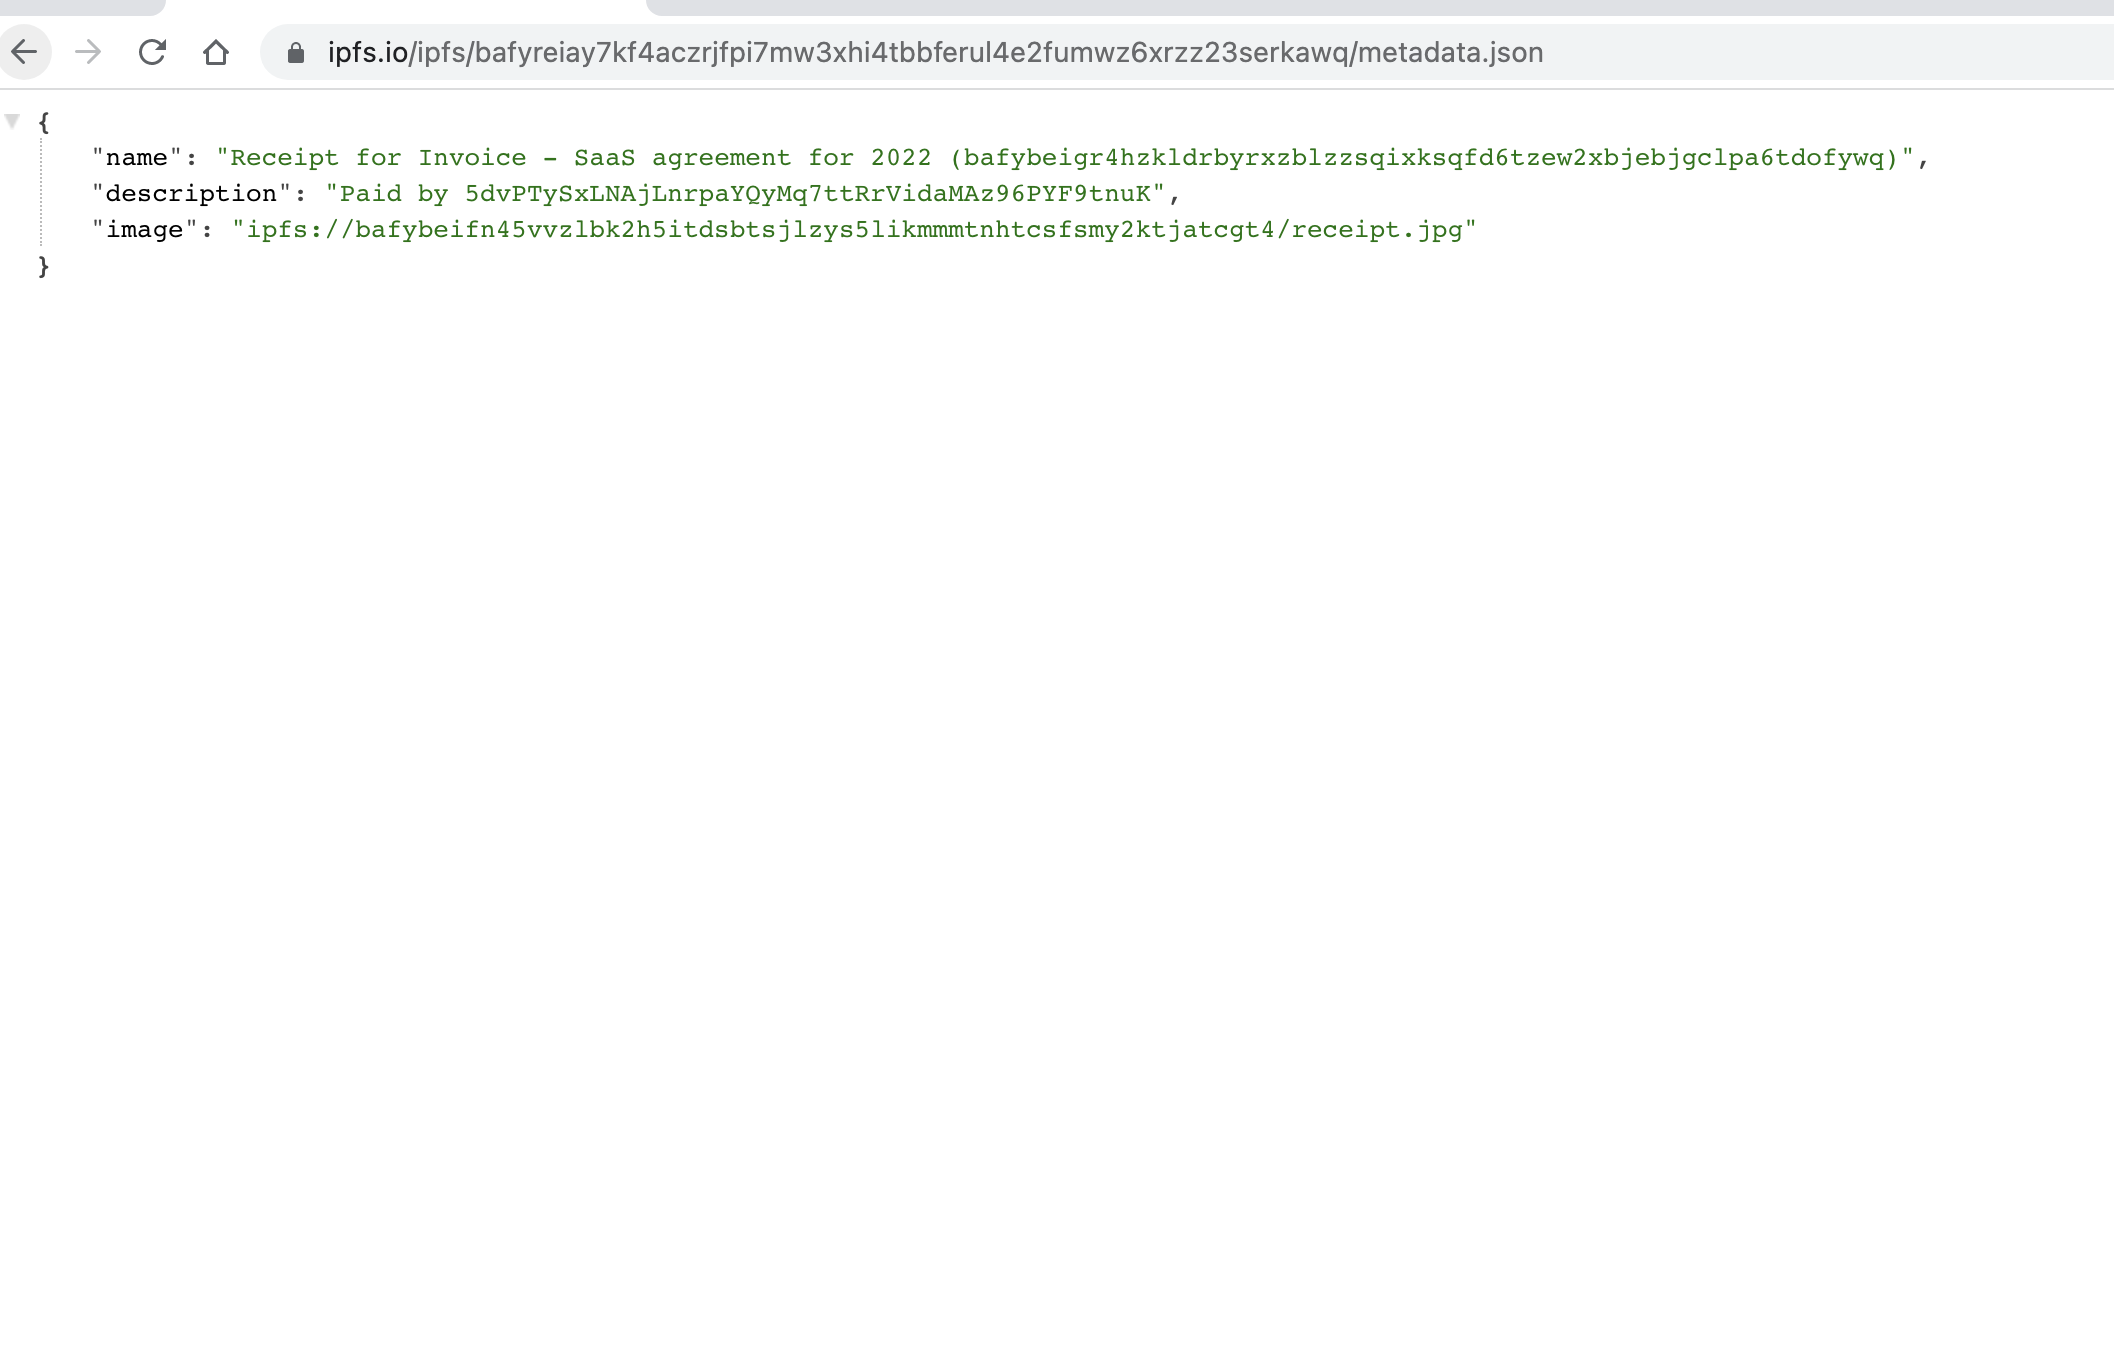 ipfs.io/ipfs/bafyreiay7kf4aczrjfpi7mw3xhi4tbbferul4e2fumwz6xrzz23serkawq/metadata.json
{
"name": "Receipt for Invoice - SaaS agreement for 2022 (bafybeigr4hzkldrbyrxzblzzsqixksqfd6tzew2xbjebjgclpa6tdofywq)",
"description": "Paid by 5dvPTySxLNAjLnrpaYQyMq7ttRrVidaMAz96PYF9tnuK",
"image": "ipfs://bafybeifn45vvzlbk2h5itdsbtsjlzys5likmmmtnhtcsfsmy2ktjatcgt4/receipt.jpg"
}